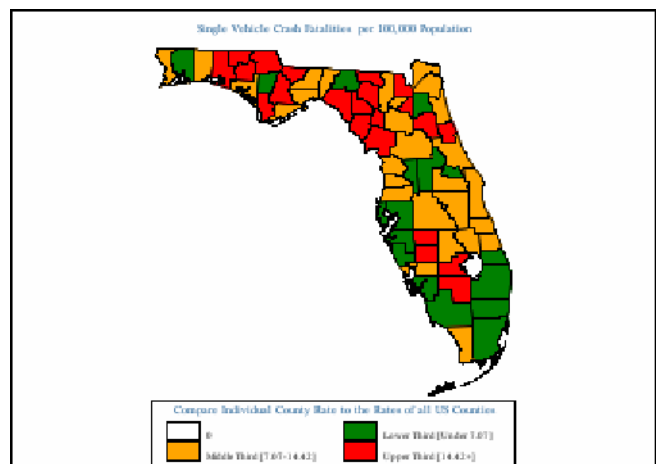 Single Vehicle Crash Fatalities per 100,000 Population
Compare Individual County Rate to the Rates of all US Counties
0
Lower Third [Under 7.07]
Middle Third [7.07-14.42]
Upper Third [14.42+]